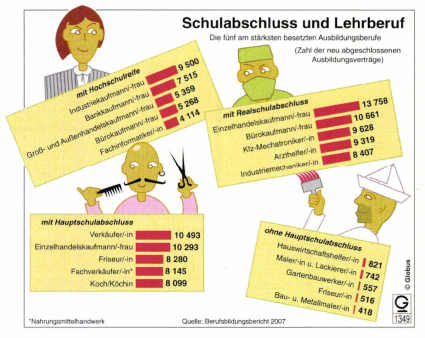 Schulabschluss und Lehrberuf
Die fünf am stärksten besetzten Ausbildungsberufe
(Zahl der neu abgeschlossenen
Ausbildungsverträge)
mit Hochschulreife
Industriekaufmann/-frau 9 500
Bankkaufmann/-frau 7 515
Groß- und Außenhandelskaufmann/-frau 5 359
Bürokaufmann/-frau 5 268
Fachinformatiker/-in 4 114
mit Realschulabschluss
Einzelhandelskaufmann/-frau 13 758
Bürokaufmann/-frau 10 661
Kfz-Mechatroniker/-in 9 628
Arzthelfer/-in 9 319
Industriemechaniker/-in 8 407
mit Hauptschulabschluss
Verkäufer/-in 10 493
Einzelhandelskaufmann/-frau 10 293
Friseur/-in 8 280
Fachverkäufer/-in* 8 145
Koch/Köchin 8 099
ohne Hauptschulabschluss
Hauswirtschaftshelfer/-in 821
Maler/-in u. Lackierer/-in 742
Gartenbauwerker/-in 557
Friseur/-in 516
Bau- u. Metallmaler/-in 418
*Nahrungsmittelhandwerk
Quelle: Berufsbildungsbericht 2007
© Globus
G
1349